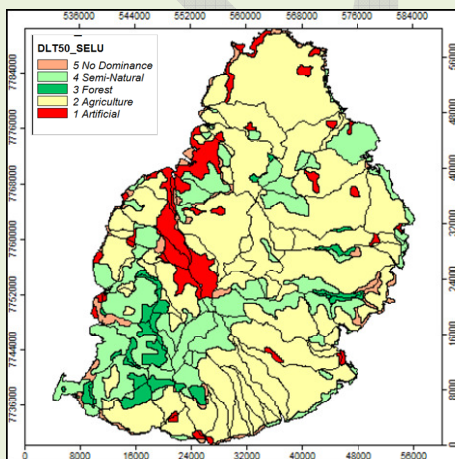 536000 544000 552000 560000 568000 576000 584000
DLT50_SELU
5 No Dominance
4 Semi-Natural
3 Forest
2 Agriculture
1 Artificial
7784000
7776000
7768000
7760000
7752000
7744000
7736000
56000
48000
40000
32000
24000
16000
8000
0
0 8000 16000 24000 32000 40000 48000 56000